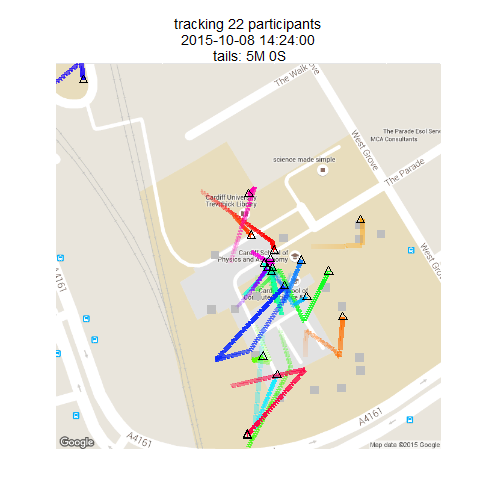 tracking 22 participants
2015-10-08 14:24:00
tails: 5M 0S
The Walk
Grove
West Grove
The Parade Esol Serv
MCA Consultants
science made simple
The Parade
Cardiff University
Trevithick Library
Cardiff School of
Physics and Astronomy
West Grove
Cardiff School of
Comput
A4161
A4161
A4161
Google
Map data ©2015 Google